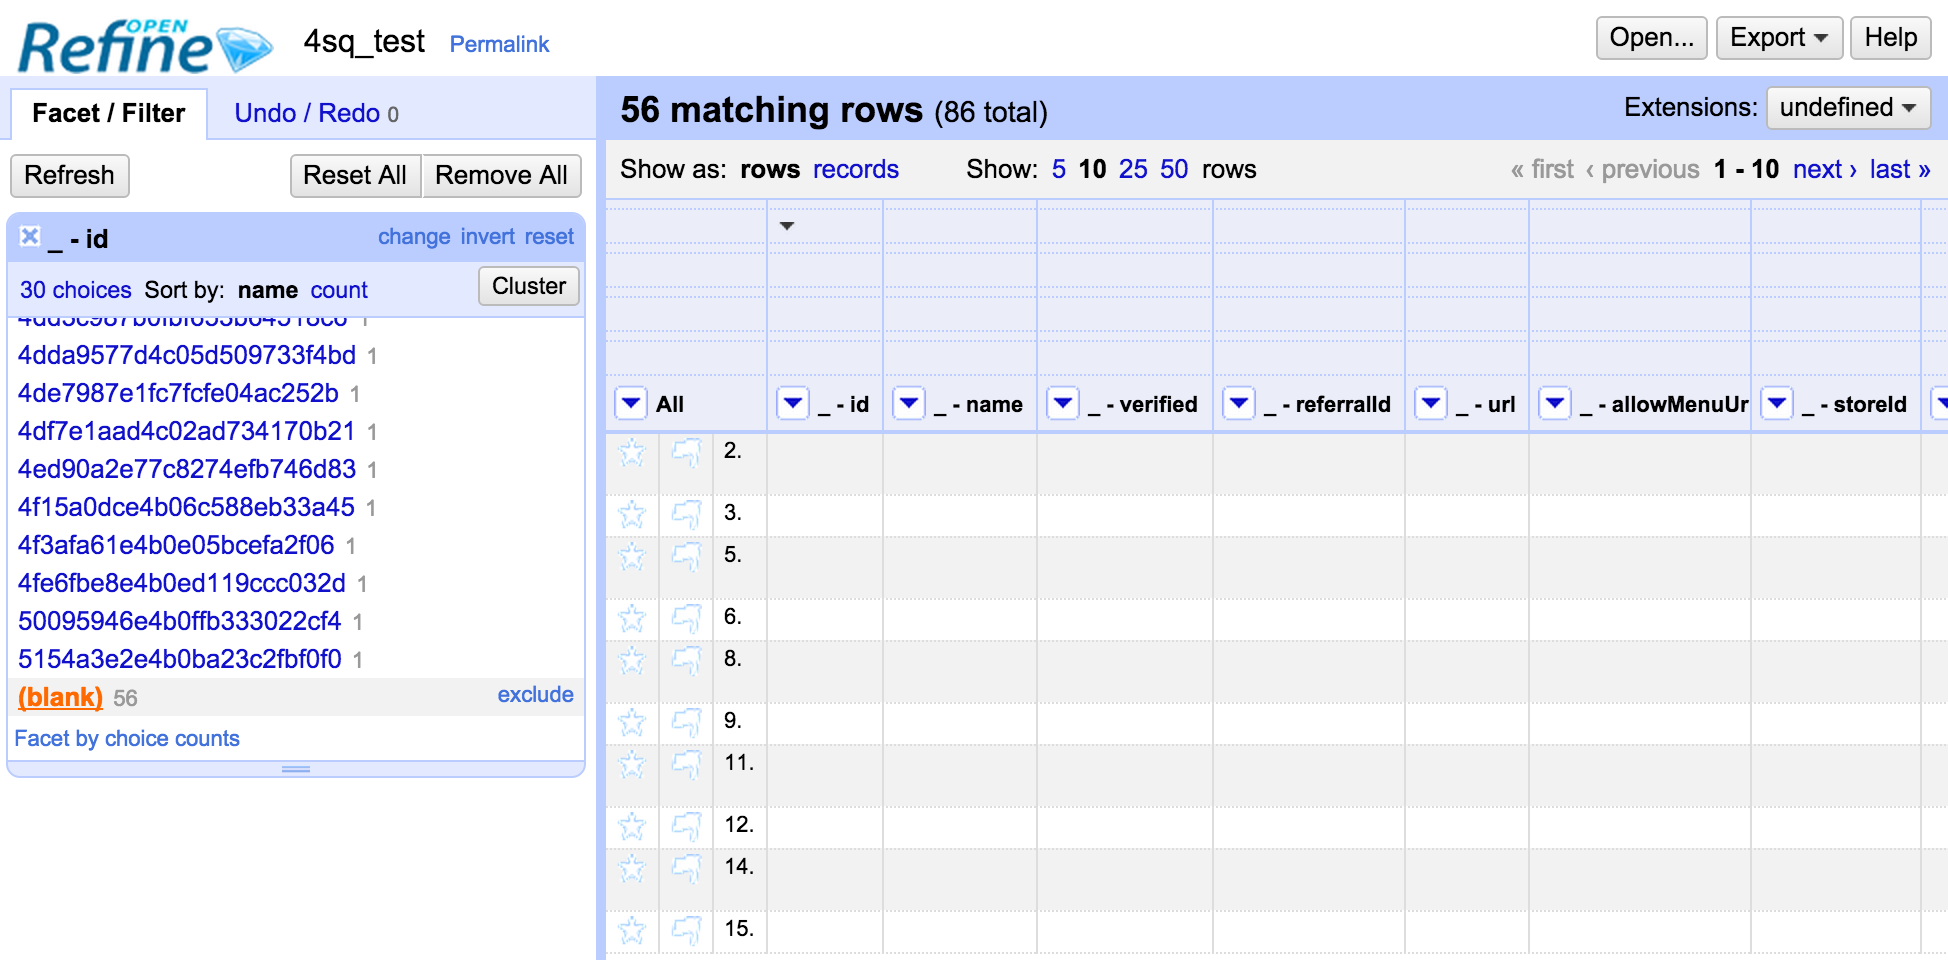 OPEN
Refine
4sq_test Permalink
Open... Export Help
Facet / Filter Undo / Redo 0
Refresh Reset All Remove All
_ - id change invert reset
30 choices Sort by: name count Cluster
4dda9577d4c05d509733f4bd 1
4de7987e1fc7fcfe04ac252b 1
4df7e1aad4c02ad734170b21 1
4ed90a2e77c8274efb746d83 1
4f15a0dce4b06c588eb33a45 1
4f3afa61e4b0e05bcefa2f06 1
4fe6fbe8e4b0ed119ccc032d 1
50095946e4b0ffb333022cf4 1
5154a3e2e4b0ba23c2fbf0f0 1
(blank) 56 exclude
Facet by choice counts
56 matching rows (86 total)
Extensions: undefined
Show as: rows records Show: 5 10 25 50 rows
« first ‹ previous 1 - 10 next › last »
All _ - id _ - name _ - verified _ - referralId _ - url _ - allowMenuUr _ - storeId
2.
3.
5.
6.
8.
9.
11.
12.
14.
15.